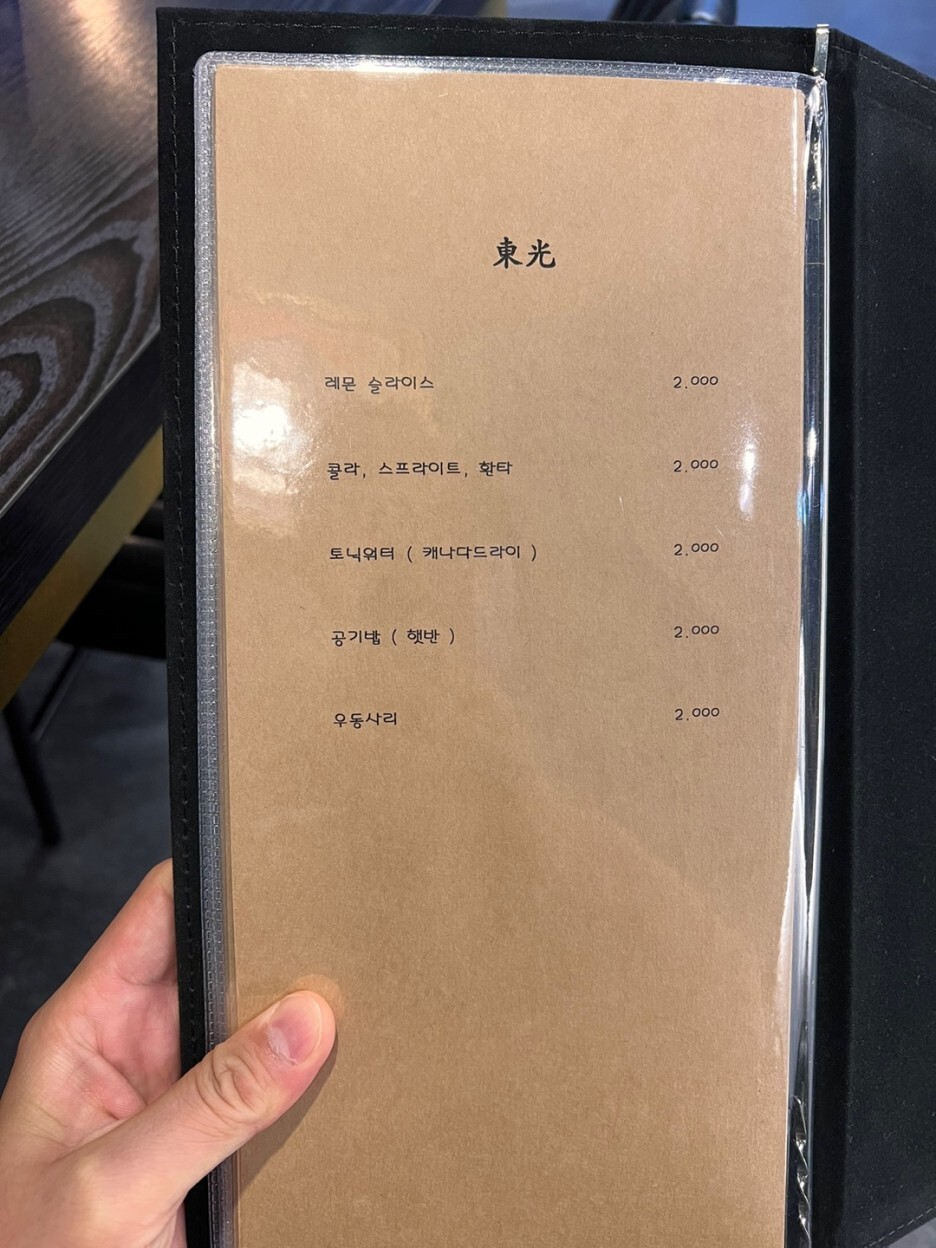 東光
레몬 슬라이스 2.000
콜라, 스프라이트, 환타 2.000
토닉워터 ( 캐나다드라이 ) 2.000
공기밥 ( 햇반 ) 2.000
우동사리 2.000